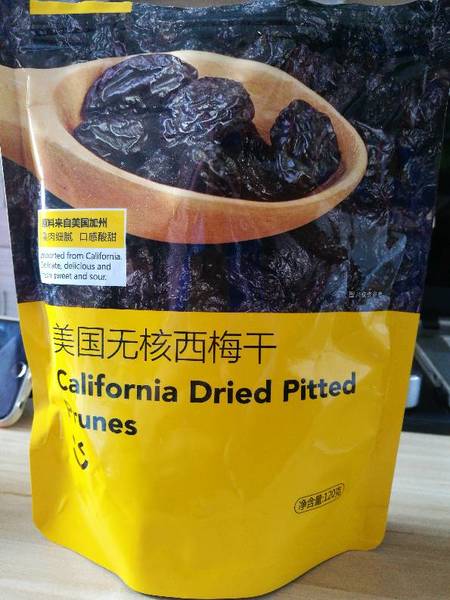 原料来自美国加州
果肉细腻 口感酸甜
Imported from California.
Delicate, delicious and
taste sweet and sour.
美国无核西梅干
California Dried Pitted
Prunes
净含量:120克